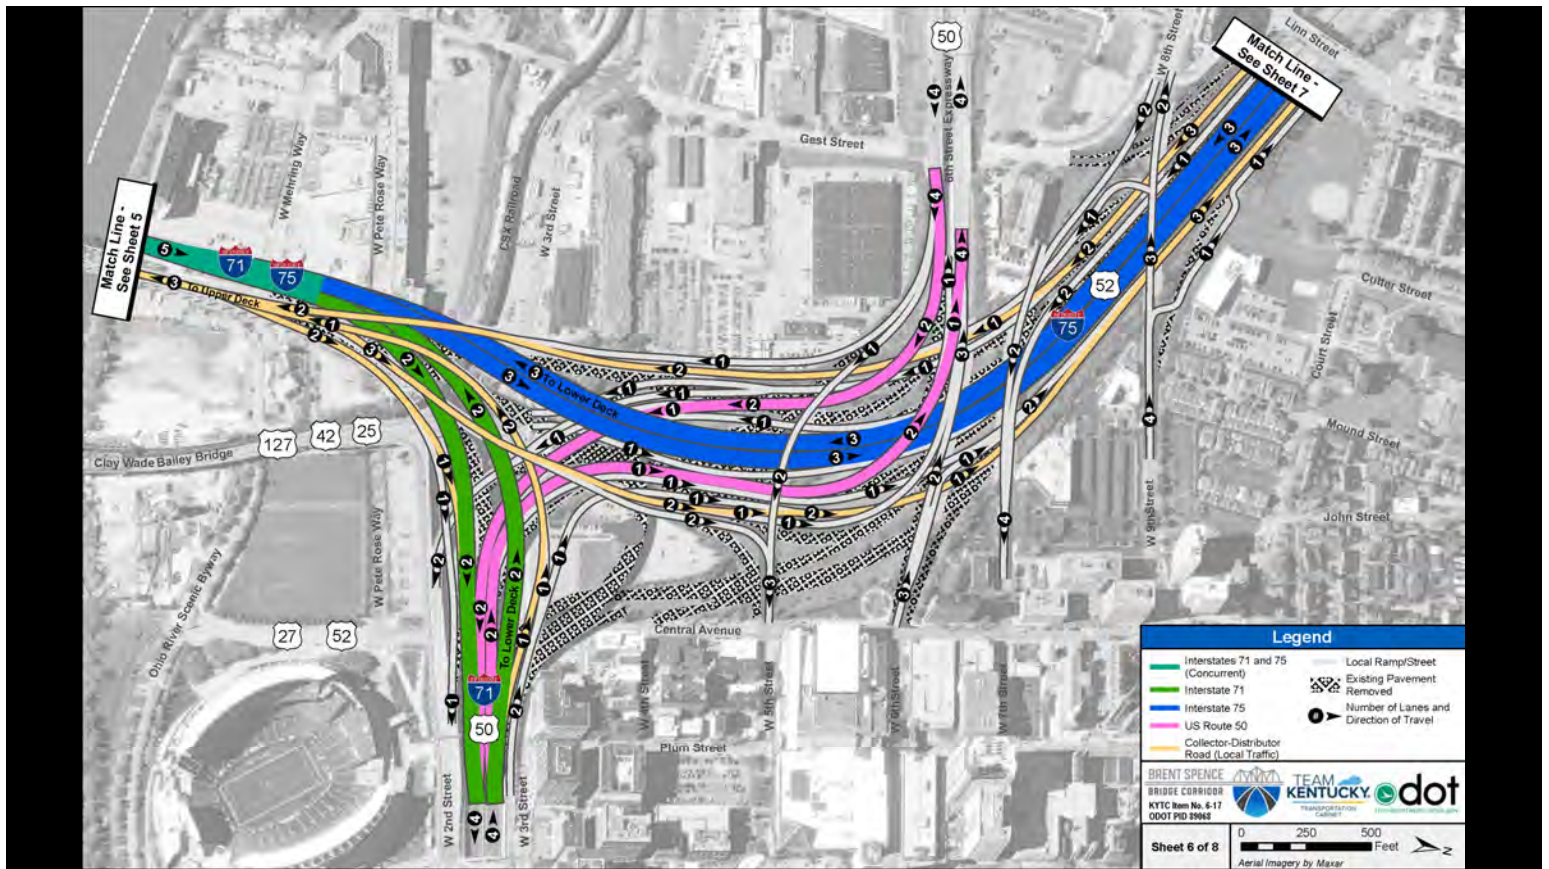 50
W 8th Street
Linn Street
Match Line -
See Sheet 7
6th Street Expressway
Gest Street
W Mehring Way
W Pete Rose Way
CSX Railroad
W 3rd Street
Match Line -
See Sheet 5
5
71
75
3
To Upper Deck
To Lower Deck
52
75
Cutter Street
Court Street
Mound Street
John Street
W 9th Street
127
42
25
Clay Wade Bailey Bridge
W Pete Rose Way
Ohio River Scenic Byway
27
52
To Lower Deck
71
50
Central Avenue
W 4th Street
W 5th Street
W 6th Street
W 7th Street
Plum Street
W 2nd Street
W 3rd Street
Legend
Interstates 71 and 75
(Concurrent)
Interstate 71
Interstate 75
US Route 50
Collector-Distributor
Road (Local Traffic)
Local Ramp/Street
Existing Pavement
Removed
# Number of Lanes and
Direction of Travel
BRENT SPENCE
BRIDGE CORRIDOR
KYTC Item No. 6-17
ODOT PID 89068
TEAM
KENTUCKY
TRANSPORTATION
CABINET
odot
Sheet 6 of 8
0 250 500
Feet
N
Aerial Imagery by Maxar